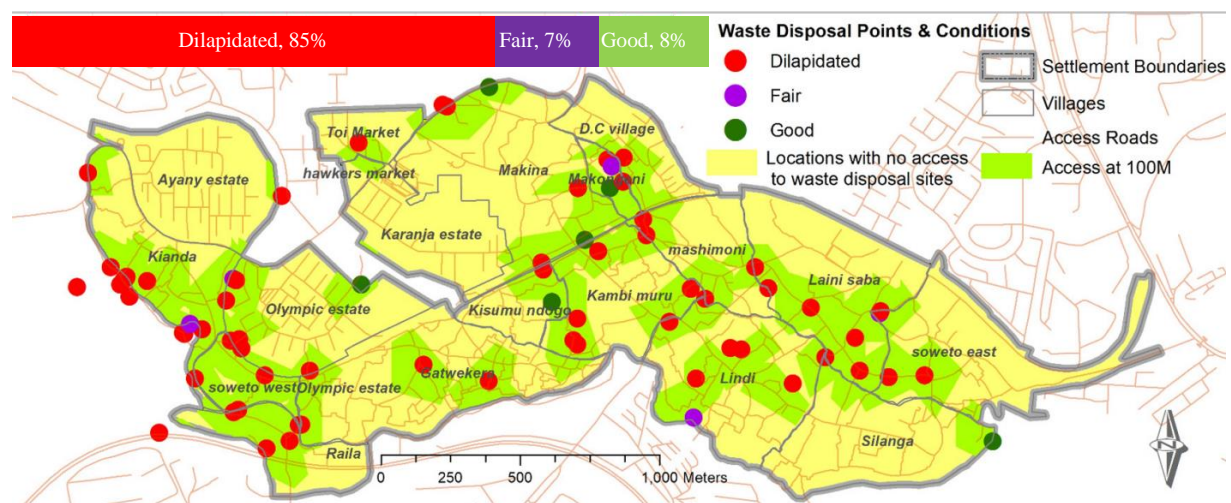 Dilapidated, 85%
Fair, 7%
Good, 8%
Waste Disposal Points & Conditions
Dilapidated
Fair
Good
Locations with no access
to waste disposal sites
Settlement Boundaries
Villages
Access Roads
Access at 100M
Toi Market
D.C village
hawkers market
Makina
Ayany estate
Karanja estate
mashimoni
Kianda
Laini saba
Olympic estate
Kisumu ndogo
Kambi muru
soweto east
soweto west
Olympic estate
Gatwekera
Lindi
Silanga
Raila
0
250
500
1,000 Meters
N